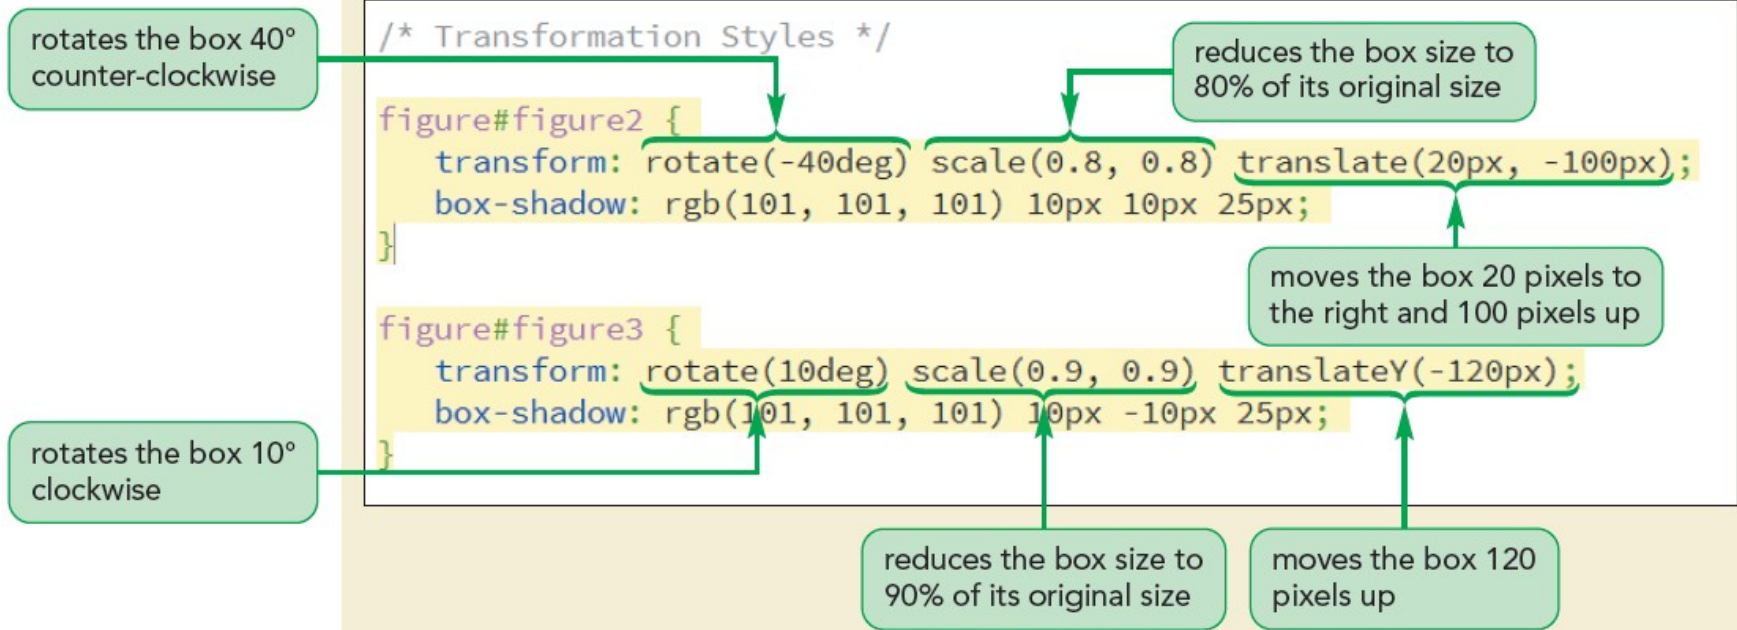 rotates the box 40°
counter-clockwise
/* Transformation Styles */
reduces the box size to
80% of its original size
figure#figure2 {
transform: rotate(-40deg) scale(0.8, 0.8) translate(20px, -100px);
box-shadow: rgb(101, 101, 101) 10px 10px 25px;
}
moves the box 20 pixels to
the right and 100 pixels up
figure#figure3 {
transform: rotate(10deg) scale(0.9, 0.9) translateY(-120px);
box-shadow: rgb(101, 101, 101) 10px -10px 25px;
}
rotates the box 10°
clockwise
reduces the box size to
90% of its original size
moves the box 120
pixels up